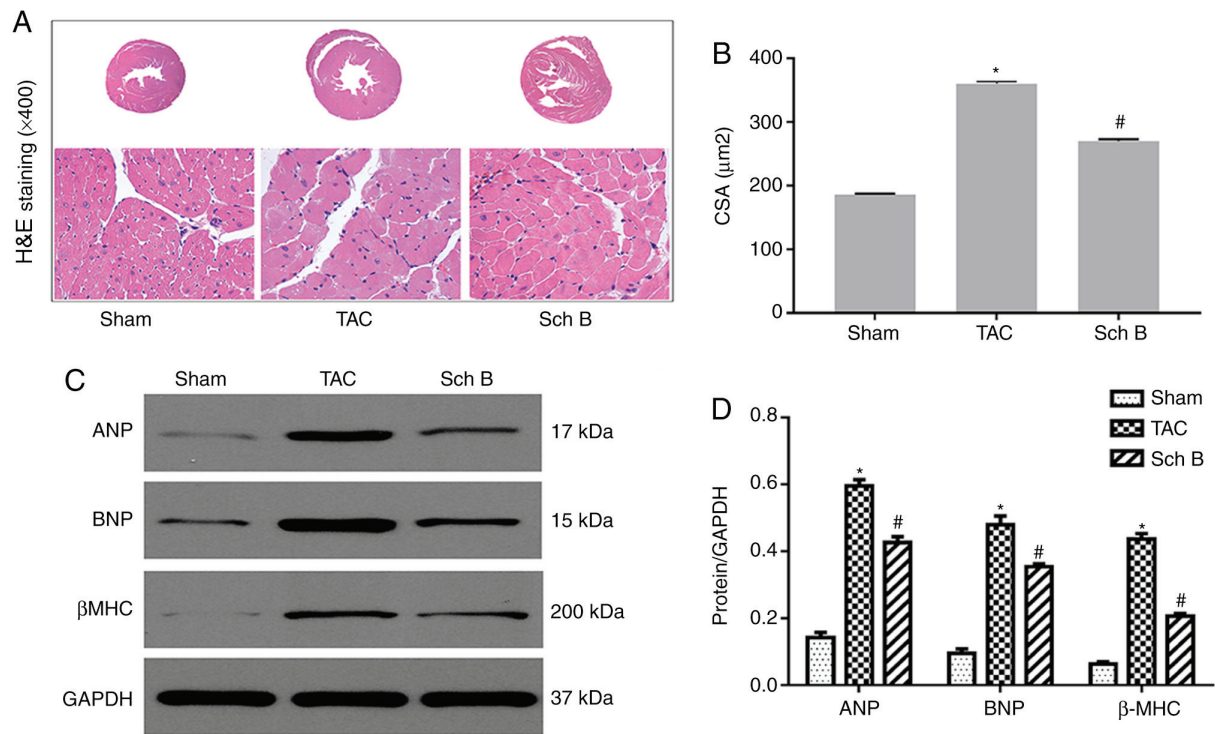 A
H&E staining (×400)
Sham TAC Sch B
B
CSA (μm2)
400
300
200
100
0
Sham TAC Sch B
*
#
C
Sham TAC Sch B
ANP 17 kDa
BNP 15 kDa
βMHC 200 kDa
GAPDH 37 kDa
D
Sham
TAC
Sch B
Protein/GAPDH
0.8
0.6
0.4
0.2
0.0
* # * # * #
ANP BNP β-MHC